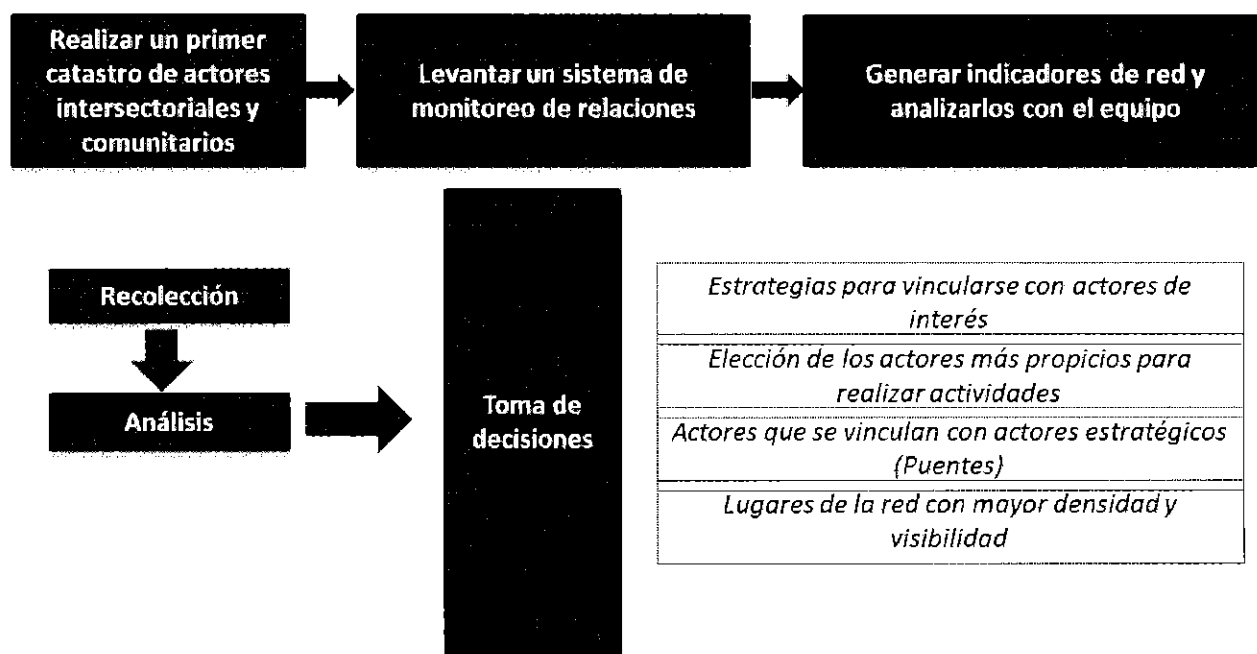 Realizar un primer
catastro de actores
intersectoriales y
comunitarios
Levantar un sistema de
monitoreo de relaciones
Generar indicadores de red y
analizarlos con el equipo
Recolección
Análisis
Toma de
decisiones
Estrategias para vincularse con actores de
interés
Elección de los actores más propicios para
realizar actividades
Actores que se vinculan con actores estratégicos
(Puentes)
Lugares de la red con mayor densidad y
visibilidad